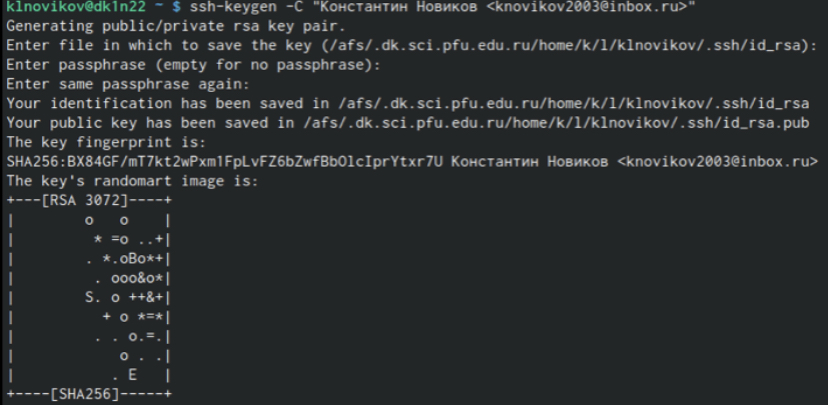 klnovikov@dk1n22 ~ $ ssh-keygen -C "Константин Новиков <knovikov2003@inbox.ru>"
Generating public/private rsa key pair.
Enter file in which to save the key (/afs/.dk.sci.pfu.edu.ru/home/k/l/klnovikov/.ssh/id_rsa):
Enter passphrase (empty for no passphrase):
Enter same passphrase again:
Your identification has been saved in /afs/.dk.sci.pfu.edu.ru/home/k/l/klnovikov/.ssh/id_rsa
Your public key has been saved in /afs/.dk.sci.pfu.edu.ru/home/k/l/klnovikov/.ssh/id_rsa.pub
The key fingerprint is:
SHA256:BX84GF/mT7kt2wPxm1FpLvFZ6bZwfBbOlcIprYtxr7U Константин Новиков <knovikov2003@inbox.ru>
The key's randomart image is:
+---[RSA 3072]----+
|        o   o    |
|         * =o ..+|
|        . *.oBo*+|
|         . ooo&o*|
|        S. o ++&+|
|          + o *=*|
|         . . o.=.|
|            o . .|
|           . E   |
+----[SHA256]-----+